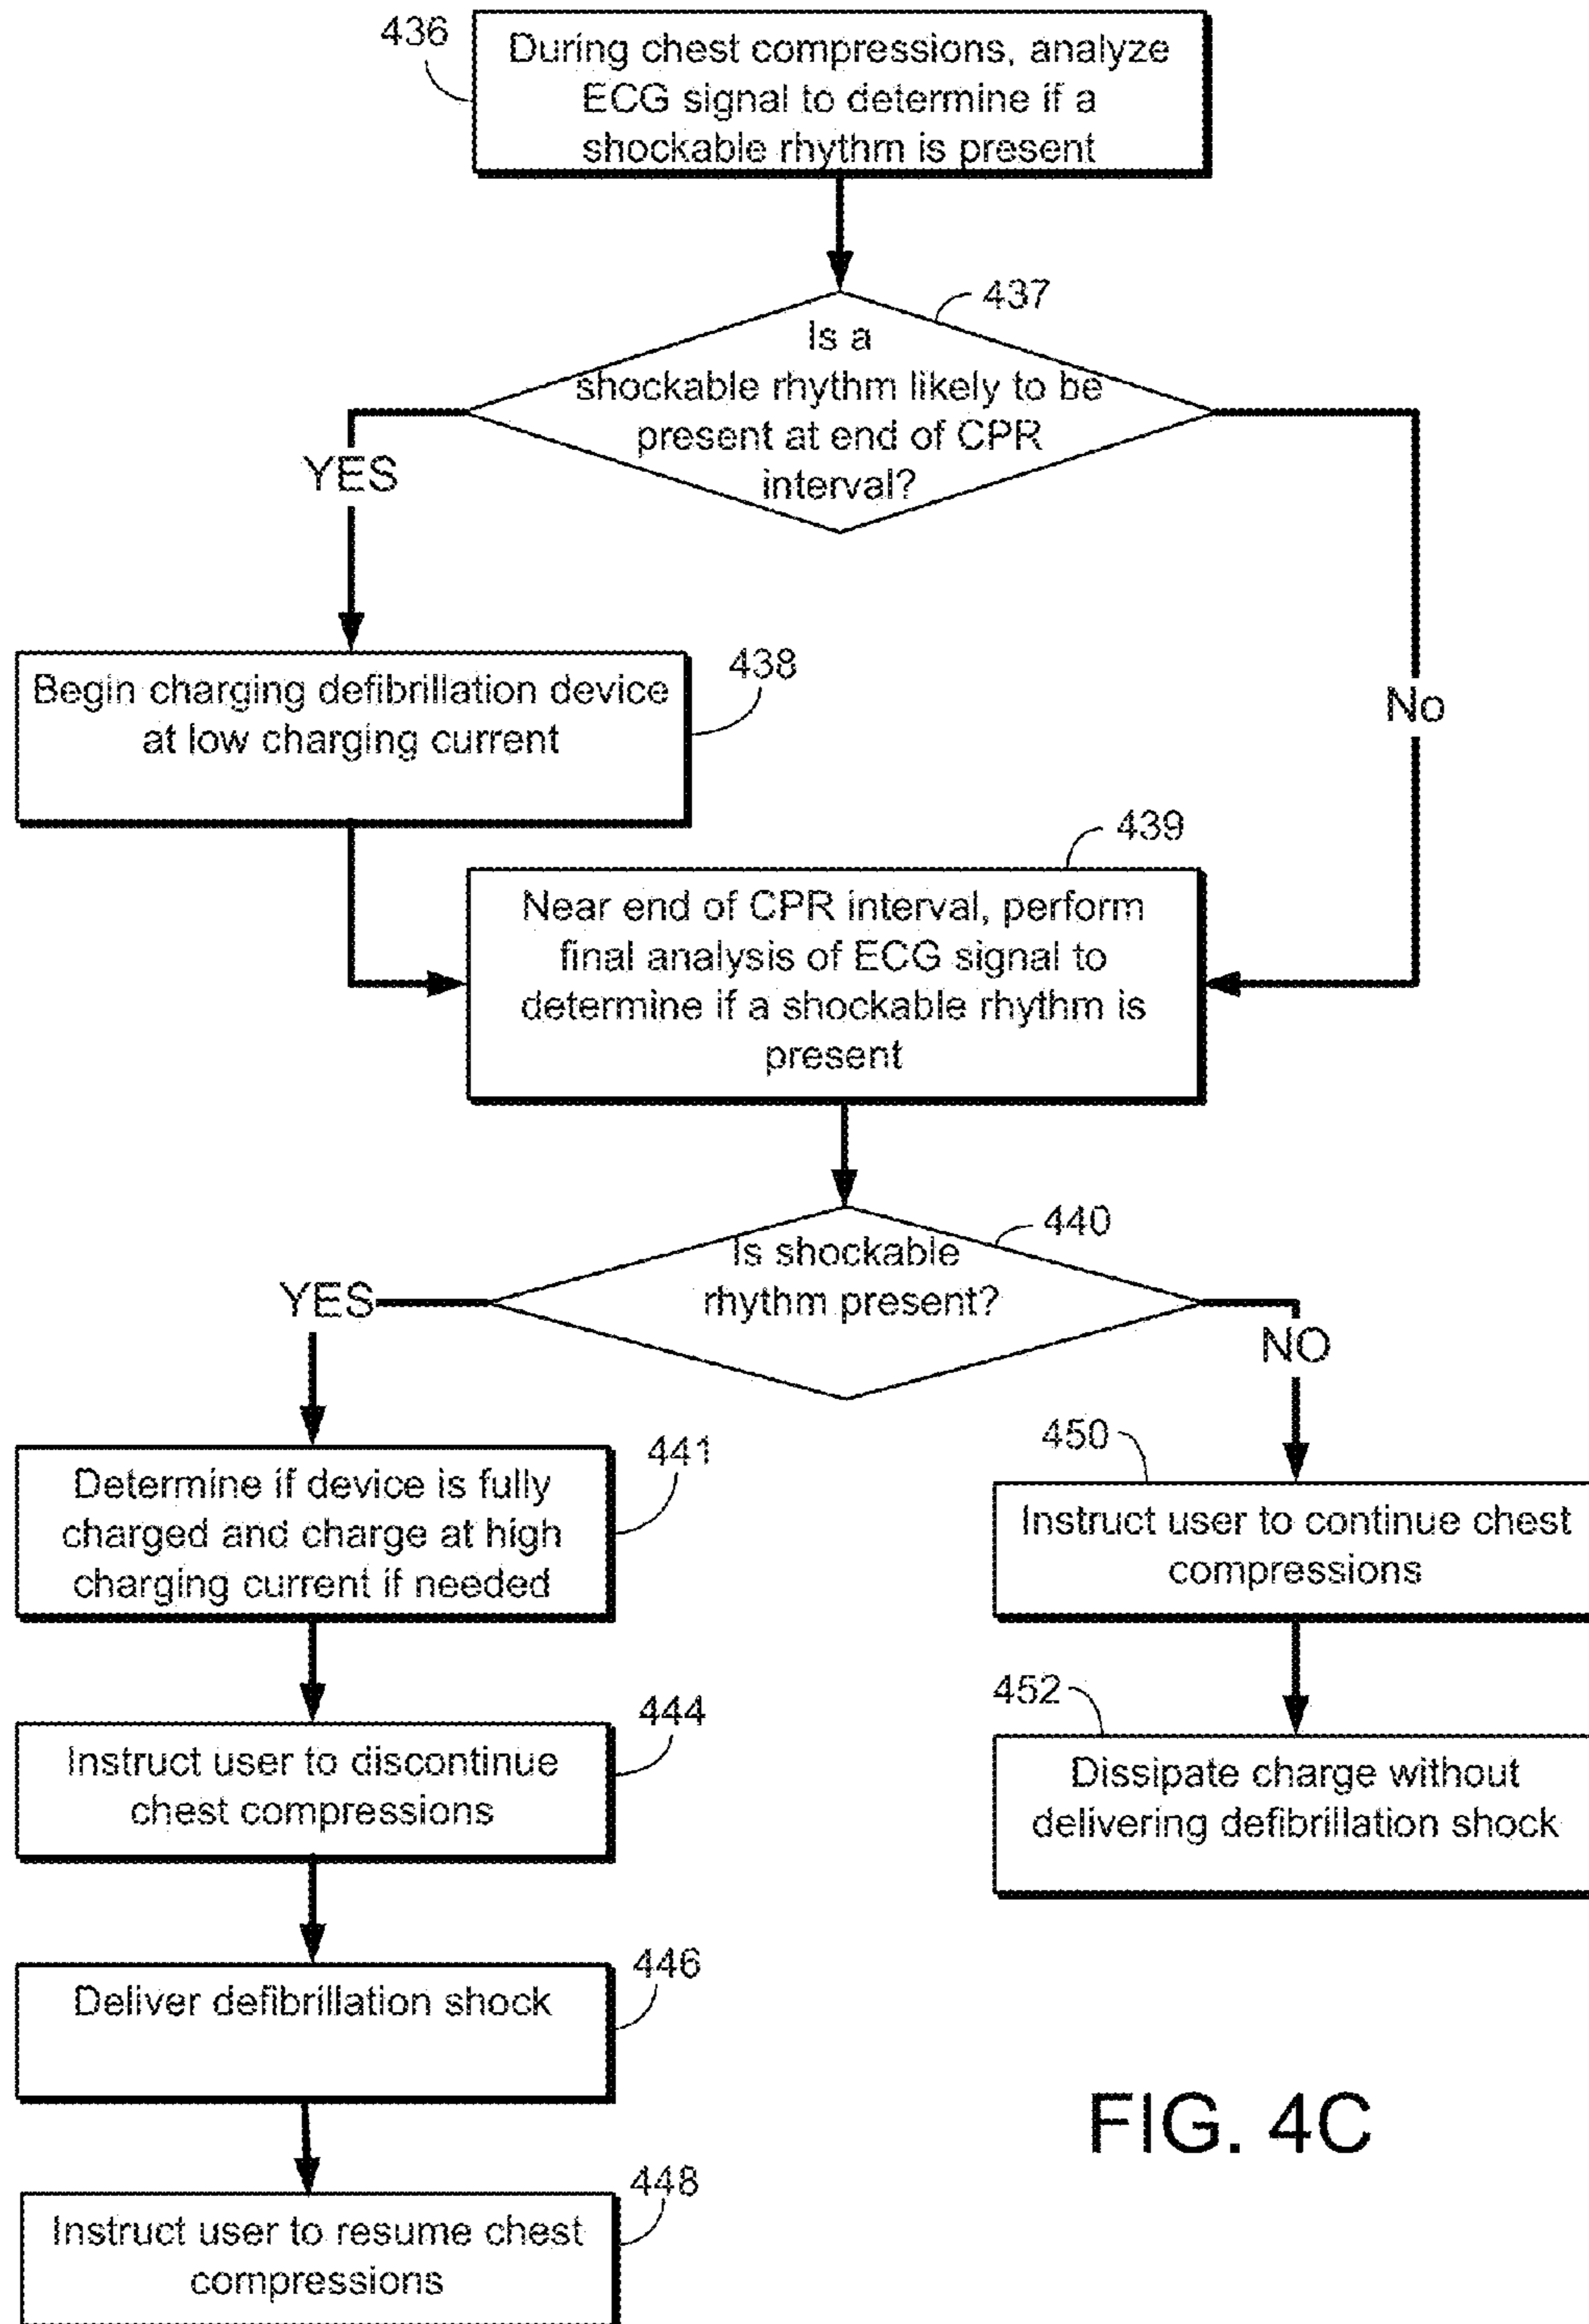 436
During chest compressions, analyze
ECG signal to determine if a
shockable rhythm is present
437
Is a
shockable rhythm likely to be
present at end of CPR
interval?
YES
No
438
Begin charging defibrillation device
at low charging current
439
Near end of CPR interval, perform
final analysis of ECG signal to
determine if a shockable rhythm is
present
440
Is shockable
rhythm present?
YES
NO
441
Determine if device is fully
charged and charge at high
charging current if needed
450
Instruct user to continue chest
compressions
444
Instruct user to discontinue
chest compressions
452
Dissipate charge without
delivering defibrillation shock
446
Deliver defibrillation shock
448
Instruct user to resume chest
compressions
FIG. 4C